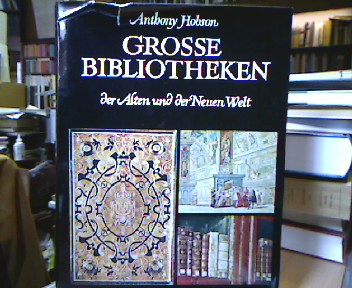 Anthony Hobson
GROSSE
BIBLIOTHEKEN
der Alten und der Neuen Welt